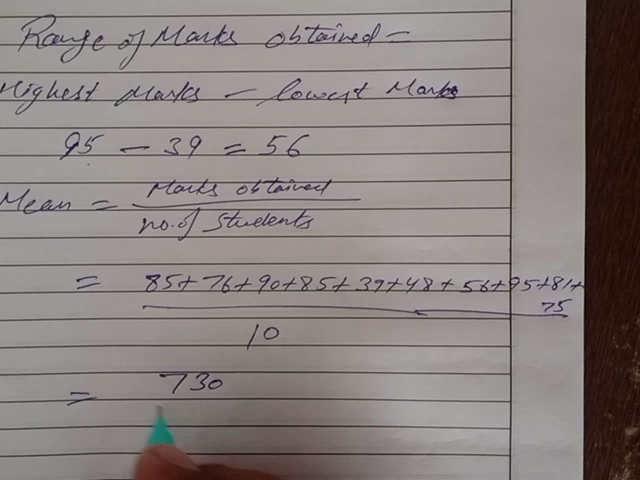 Range of Marks obtained =
Highest Marks - lowest Marks
95 - 39 = 56
Mean = Marks obtained
no. of students
= 85+76+90+85+39+48+56+95+81+
75
10
= 730